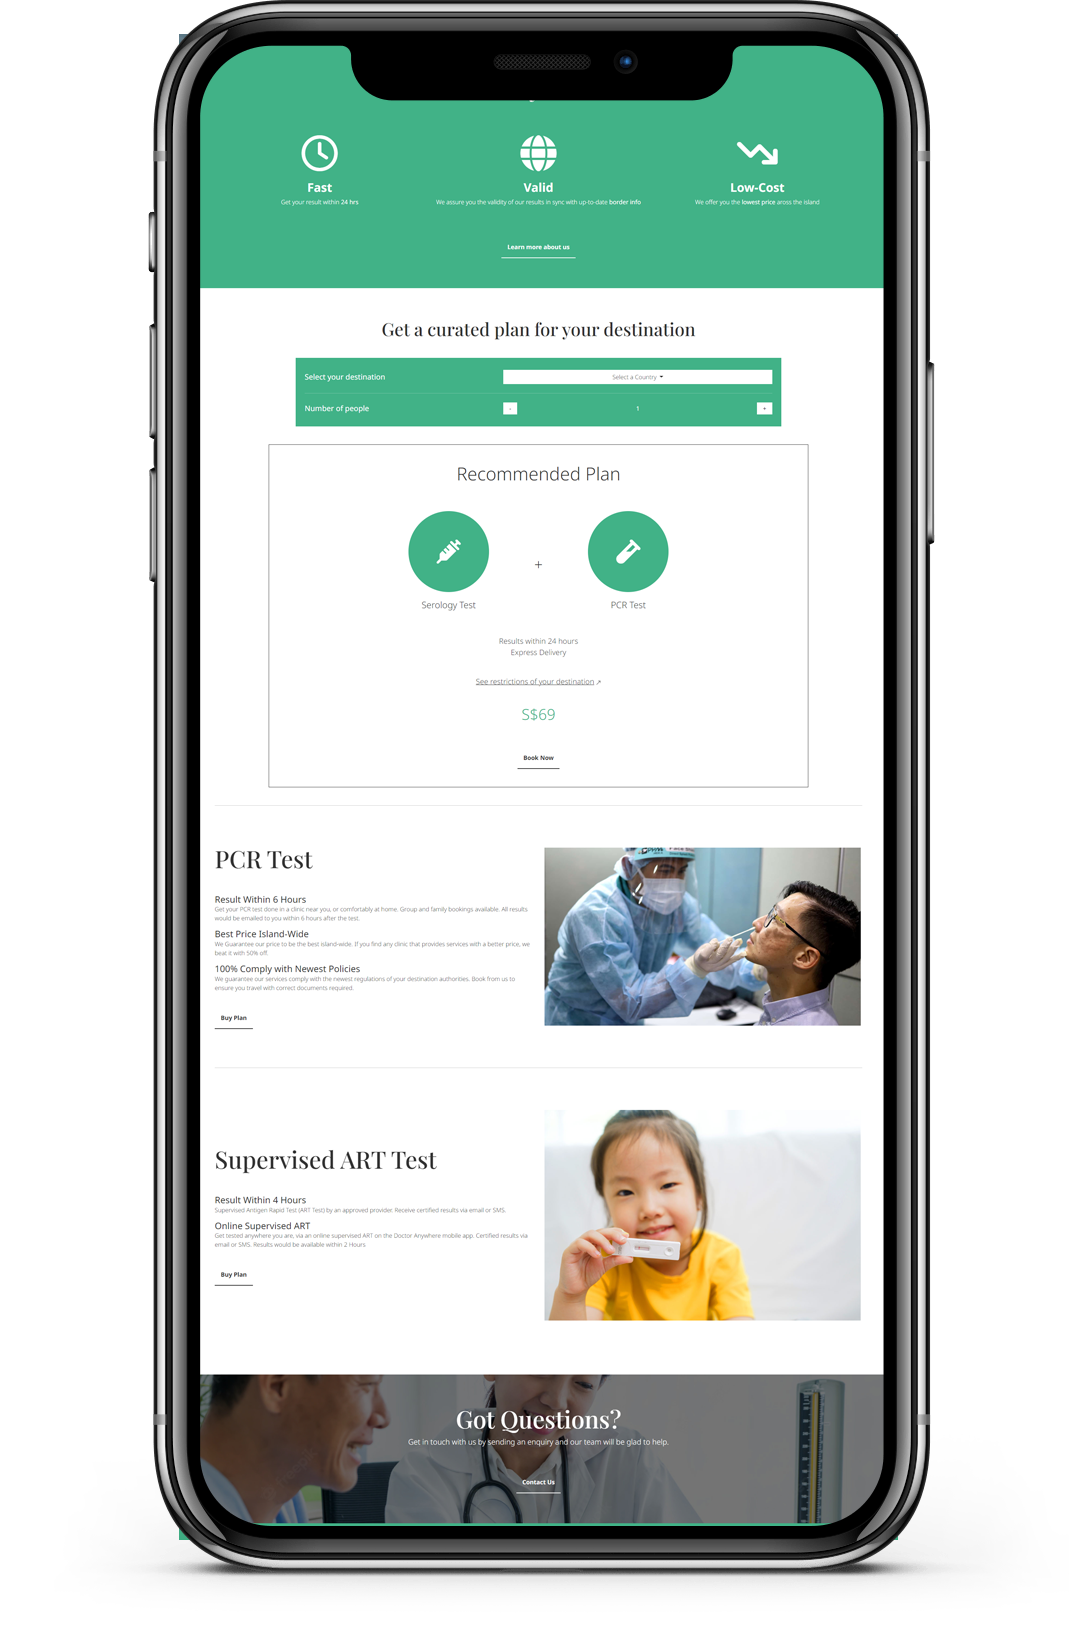 Fast
Get your result within 24 hrs
Valid
We assure you the validity of our results in sync with up-to-date border info
Low-Cost
We offer you the lowest price aross the island
Learn more about us
Get a curated plan for your destination
Select your destination
Select a Country
Number of people
-
1
+
Recommended Plan
+
Serology Test
PCR Test
Results within 24 hours
Express Delivery
See restrictions of your destination ↗
S$69
Book Now
PCR Test
Result Within 6 Hours
Get your PCR test done in a clinic near you, or comfortably at home. Group and family bookings available. All results
would be emailed to you within 6 hours after the test.
Best Price Island-Wide
We Guarantee our price to be the best island-wide. If you find any clinic that provides services with a better price, we
beat it with 50% off.
100% Comply with Newest Policies
We guarantee our services comply with the newest regulations of your destination authorities. Book from us to
ensure you travel with correct documents required.
Buy Plan
Supervised ART Test
Result Within 4 Hours
Supervised Antigen Rapid Test (ART Test) by an approved provider. Receive certified results via email or SMS.
Online Supervised ART
Get tested anywhere you are, via an online supervised ART on the Doctor Anywhere mobile app. Certified results via
email or SMS. Results would be available within 2 Hours
Buy Plan
Got Questions?
Get in touch with us by sending an enquiry and our team will be glad to help.
Contact Us